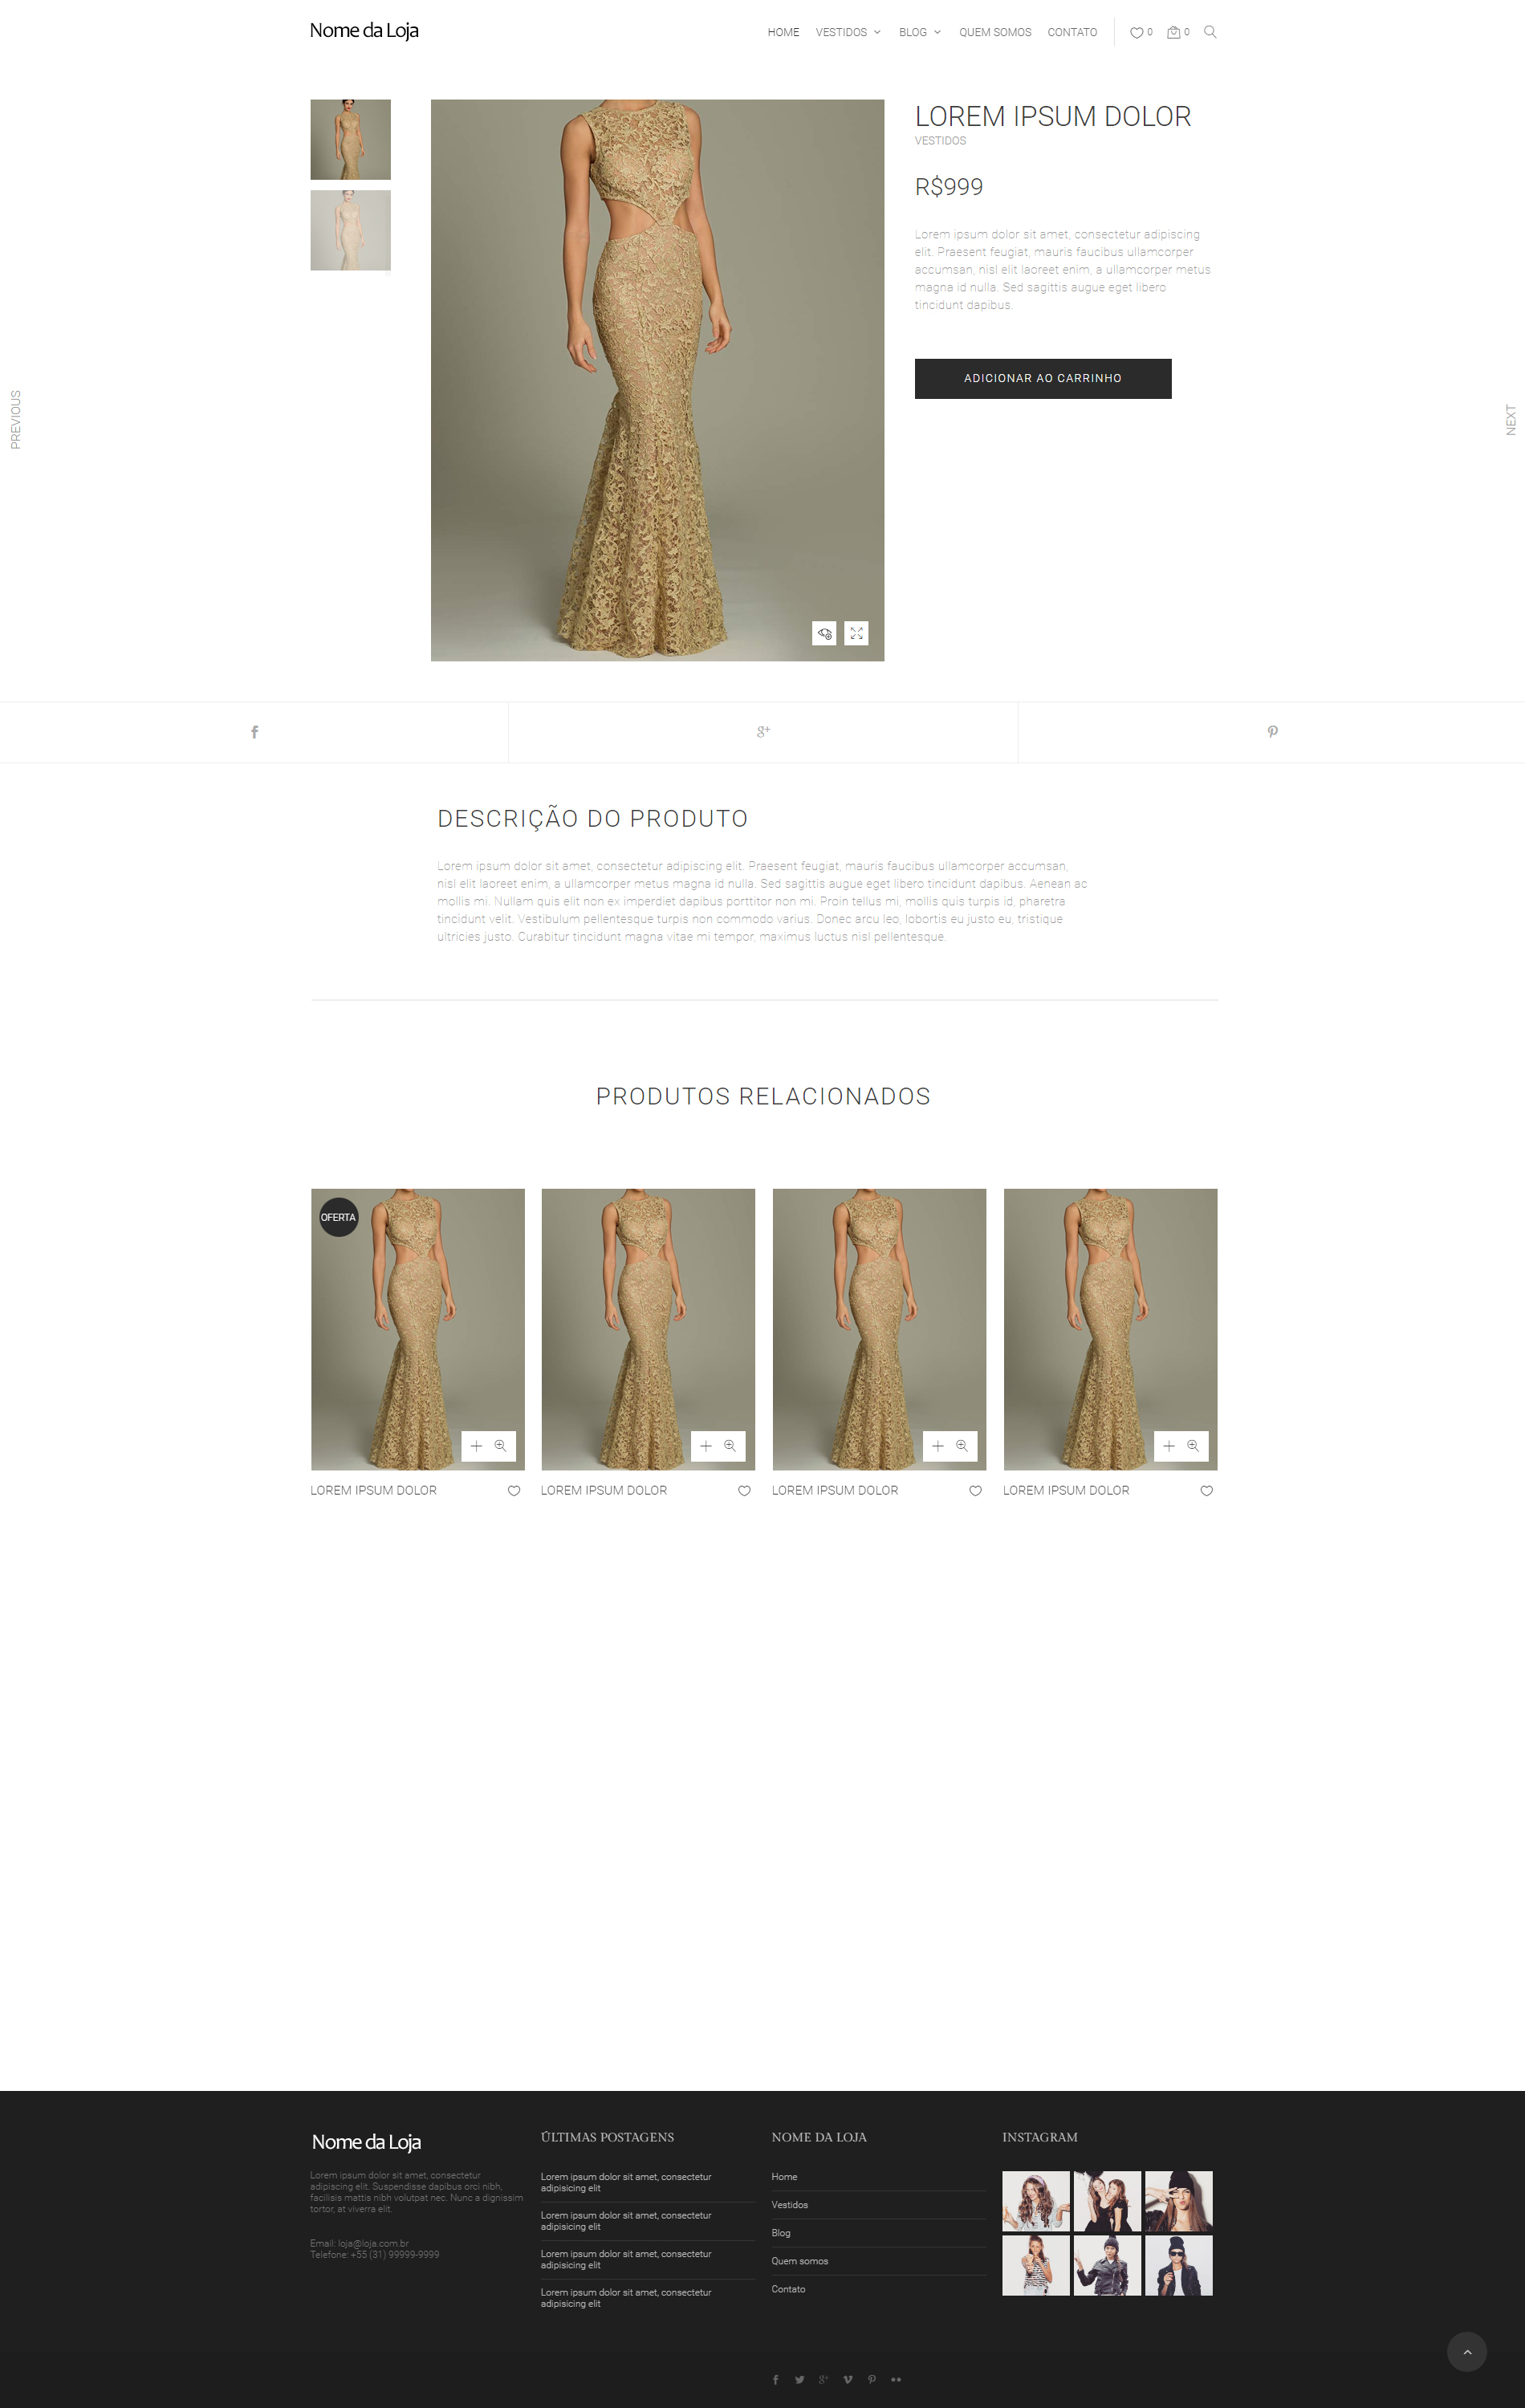 Nome da Loja
HOME VESTIDOS BLOG QUEM SOMOS CONTATO 0 0
LOREM IPSUM DOLOR
VESTIDOS
R$999
Lorem ipsum dolor sit amet, consectetur adipiscing
elit. Praesent feugiat, mauris faucibus ullamcorper
accumsan, nisl elit laoreet enim, a ullamcorper metus
magna id nulla. Sed sagittis augue eget libero
tincidunt dapibus.
ADICIONAR AO CARRINHO
PREVIOUS
NEXT
DESCRIÇÃO DO PRODUTO
Lorem ipsum dolor sit amet, consectetur adipiscing elit. Praesent feugiat, mauris faucibus ullamcorper accumsan,
nisl elit laoreet enim, a ullamcorper metus magna id nulla. Sed sagittis augue eget libero tincidunt dapibus. Aenean ac
mollis mi. Nullam quis elit non ex imperdiet dapibus porttitor non mi. Proin tellus mi, mollis quis turpis id, pharetra
tincidunt velit. Vestibulum pellentesque turpis non commodo varius. Donec arcu leo, lobortis eu justo eu, tristique
ultricies justo. Curabitur tincidunt magna vitae mi tempor, maximus luctus nisl pellentesque.
PRODUTOS RELACIONADOS
OFERTA
LOREM IPSUM DOLOR
LOREM IPSUM DOLOR
LOREM IPSUM DOLOR
LOREM IPSUM DOLOR
Nome da Loja
Lorem ipsum dolor sit amet, consectetur
adipiscing elit. Suspendisse dapibus orci nibh,
facilisis mattis nibh volutpat nec. Nunc a dignissim
tortor, at viverra elit.
Email: loja@loja.com.br
Telefone: +55 (31) 99999-9999
ÚLTIMAS POSTAGENS
Lorem ipsum dolor sit amet, consectetur
adipisicing elit
Lorem ipsum dolor sit amet, consectetur
adipisicing elit
Lorem ipsum dolor sit amet, consectetur
adipisicing elit
Lorem ipsum dolor sit amet, consectetur
adipisicing elit
NOME DA LOJA
Home
Vestidos
Blog
Quem somos
Contato
INSTAGRAM